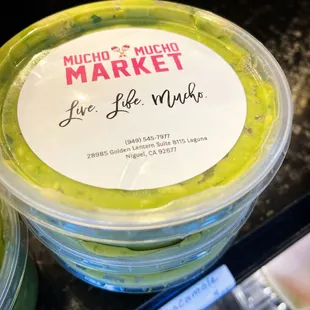 MUCHO MUCHO
MARKET
Live. Life. Mucho.
(949) 545-7977
28985 Golden Lantern Suite B115 Laguna
Niguel, CA 92677